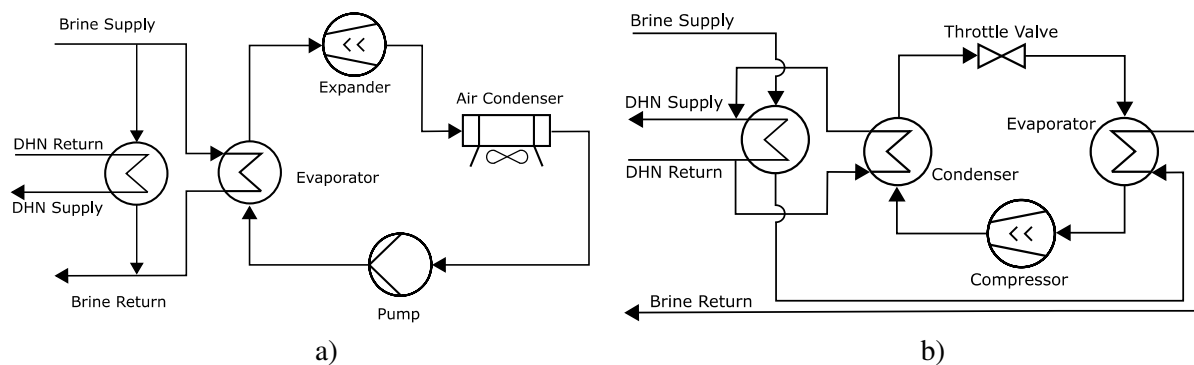 Brine Supply
Expander
Air Condenser
DHN Return
DHN Supply
Evaporator
Brine Return
Pump
a)
Brine Supply
Throttle Valve
DHN Supply
Evaporator
DHN Return
Condenser
Compressor
Brine Return
b)